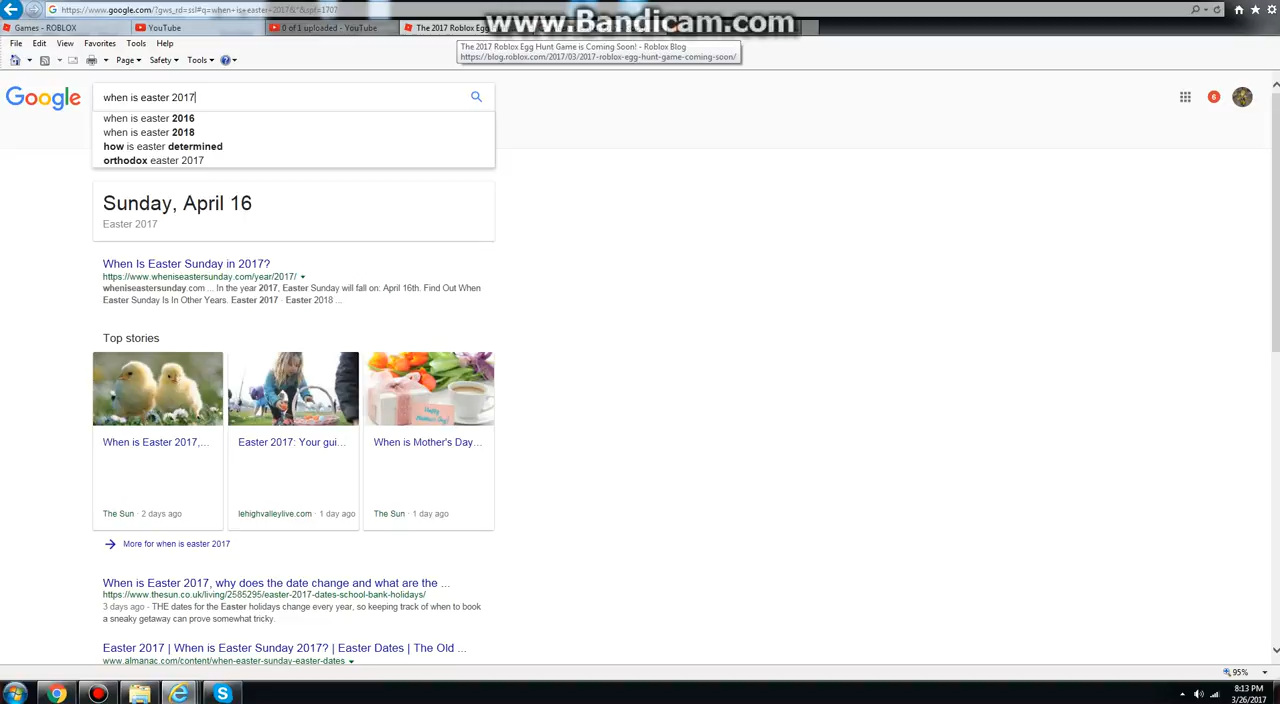 https://www.google.com/?gws_rd=ssl#q=when+is+easter+2017&*&spf=1707
www.Bandicam.com
Games - ROBLOX
YouTube
0 of 1 uploaded - YouTube
The 2017 Roblox Egg
File Edit View Favorites Tools Help
The 2017 Roblox Egg Hunt Game is Coming Soon! - Roblox Blog
https://blog.roblox.com/2017/03/2017-roblox-egg-hunt-game-coming-soon/
Page Safety Tools
Google
when is easter 2017
6
when is easter 2016
when is easter 2018
how is easter determined
orthodox easter 2017
Sunday, April 16
Easter 2017
When Is Easter Sunday in 2017?
https://www.wheniseastersunday.com/year/2017/
wheniseastersunday.com ... In the year 2017, Easter Sunday will fall on: April 16th. Find Out When
Easter Sunday Is In Other Years. Easter 2017 · Easter 2018 ...
Top stories
When is Easter 2017,...
Easter 2017: Your gui...
When is Mother's Day...
The Sun · 2 days ago
lehighvalleylive.com · 1 day ago
The Sun · 1 day ago
More for when is easter 2017
When is Easter 2017, why does the date change and what are the ...
https://www.thesun.co.uk/living/2585295/easter-2017-dates-school-bank-holidays/
3 days ago - THE dates for the Easter holidays change every year, so keeping track of when to book
a sneaky getaway can prove somewhat tricky.
Easter 2017 | When is Easter Sunday 2017? | Easter Dates | The Old ...
www.almanac.com/content/when-easter-sunday-easter-dates
95%
8:13 PM
3/26/2017